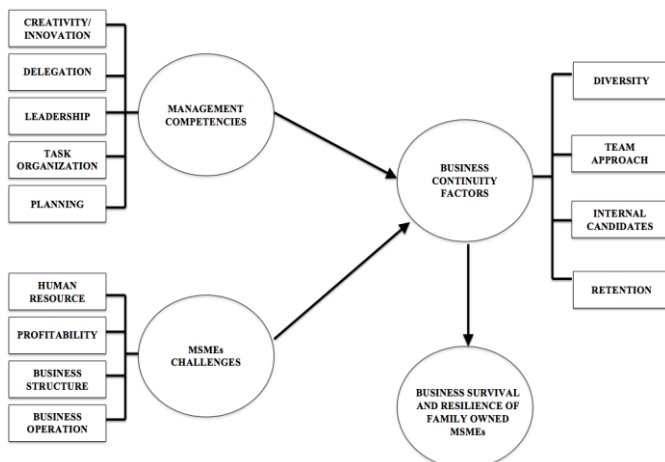 CREATIVITY/
INNOVATION
DELEGATION
LEADERSHIP
TASK
ORGANIZATION
PLANNING
MANAGEMENT
COMPETENCIES
HUMAN
RESOURCE
PROFITABILITY
BUSINESS
STRUCTURE
BUSINESS
OPERATION
MSMEs
CHALLENGES
BUSINESS
CONTINUITY
FACTORS
DIVERSITY
TEAM
APPROACH
INTERNAL
CANDIDATES
RETENTION
BUSINESS SURVIVAL
AND RESILIENCE OF
FAMILY OWNED
MSMEs